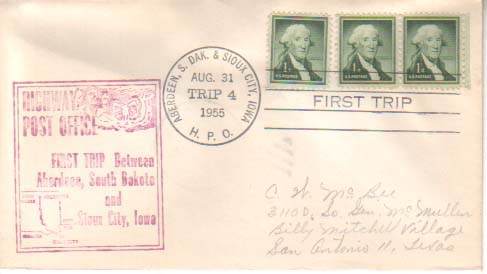 HIGHWAY
POST OFFICE
FIRST TRIP Between
Aberdeen, South Dakota
and
Sioux City, Iowa
ABERDEEN, S. DAK. & SIOUX CITY, IOWA
AUG. 31
TRIP 4
1955
H. P. O.
U.S. POSTAGE
U.S. POSTAGE
U.S. POSTAGE
FIRST TRIP
C. W. McBee
3110D, So. Gen. McMullen
Billy Mitchel Village
San Antonio 11, Texas